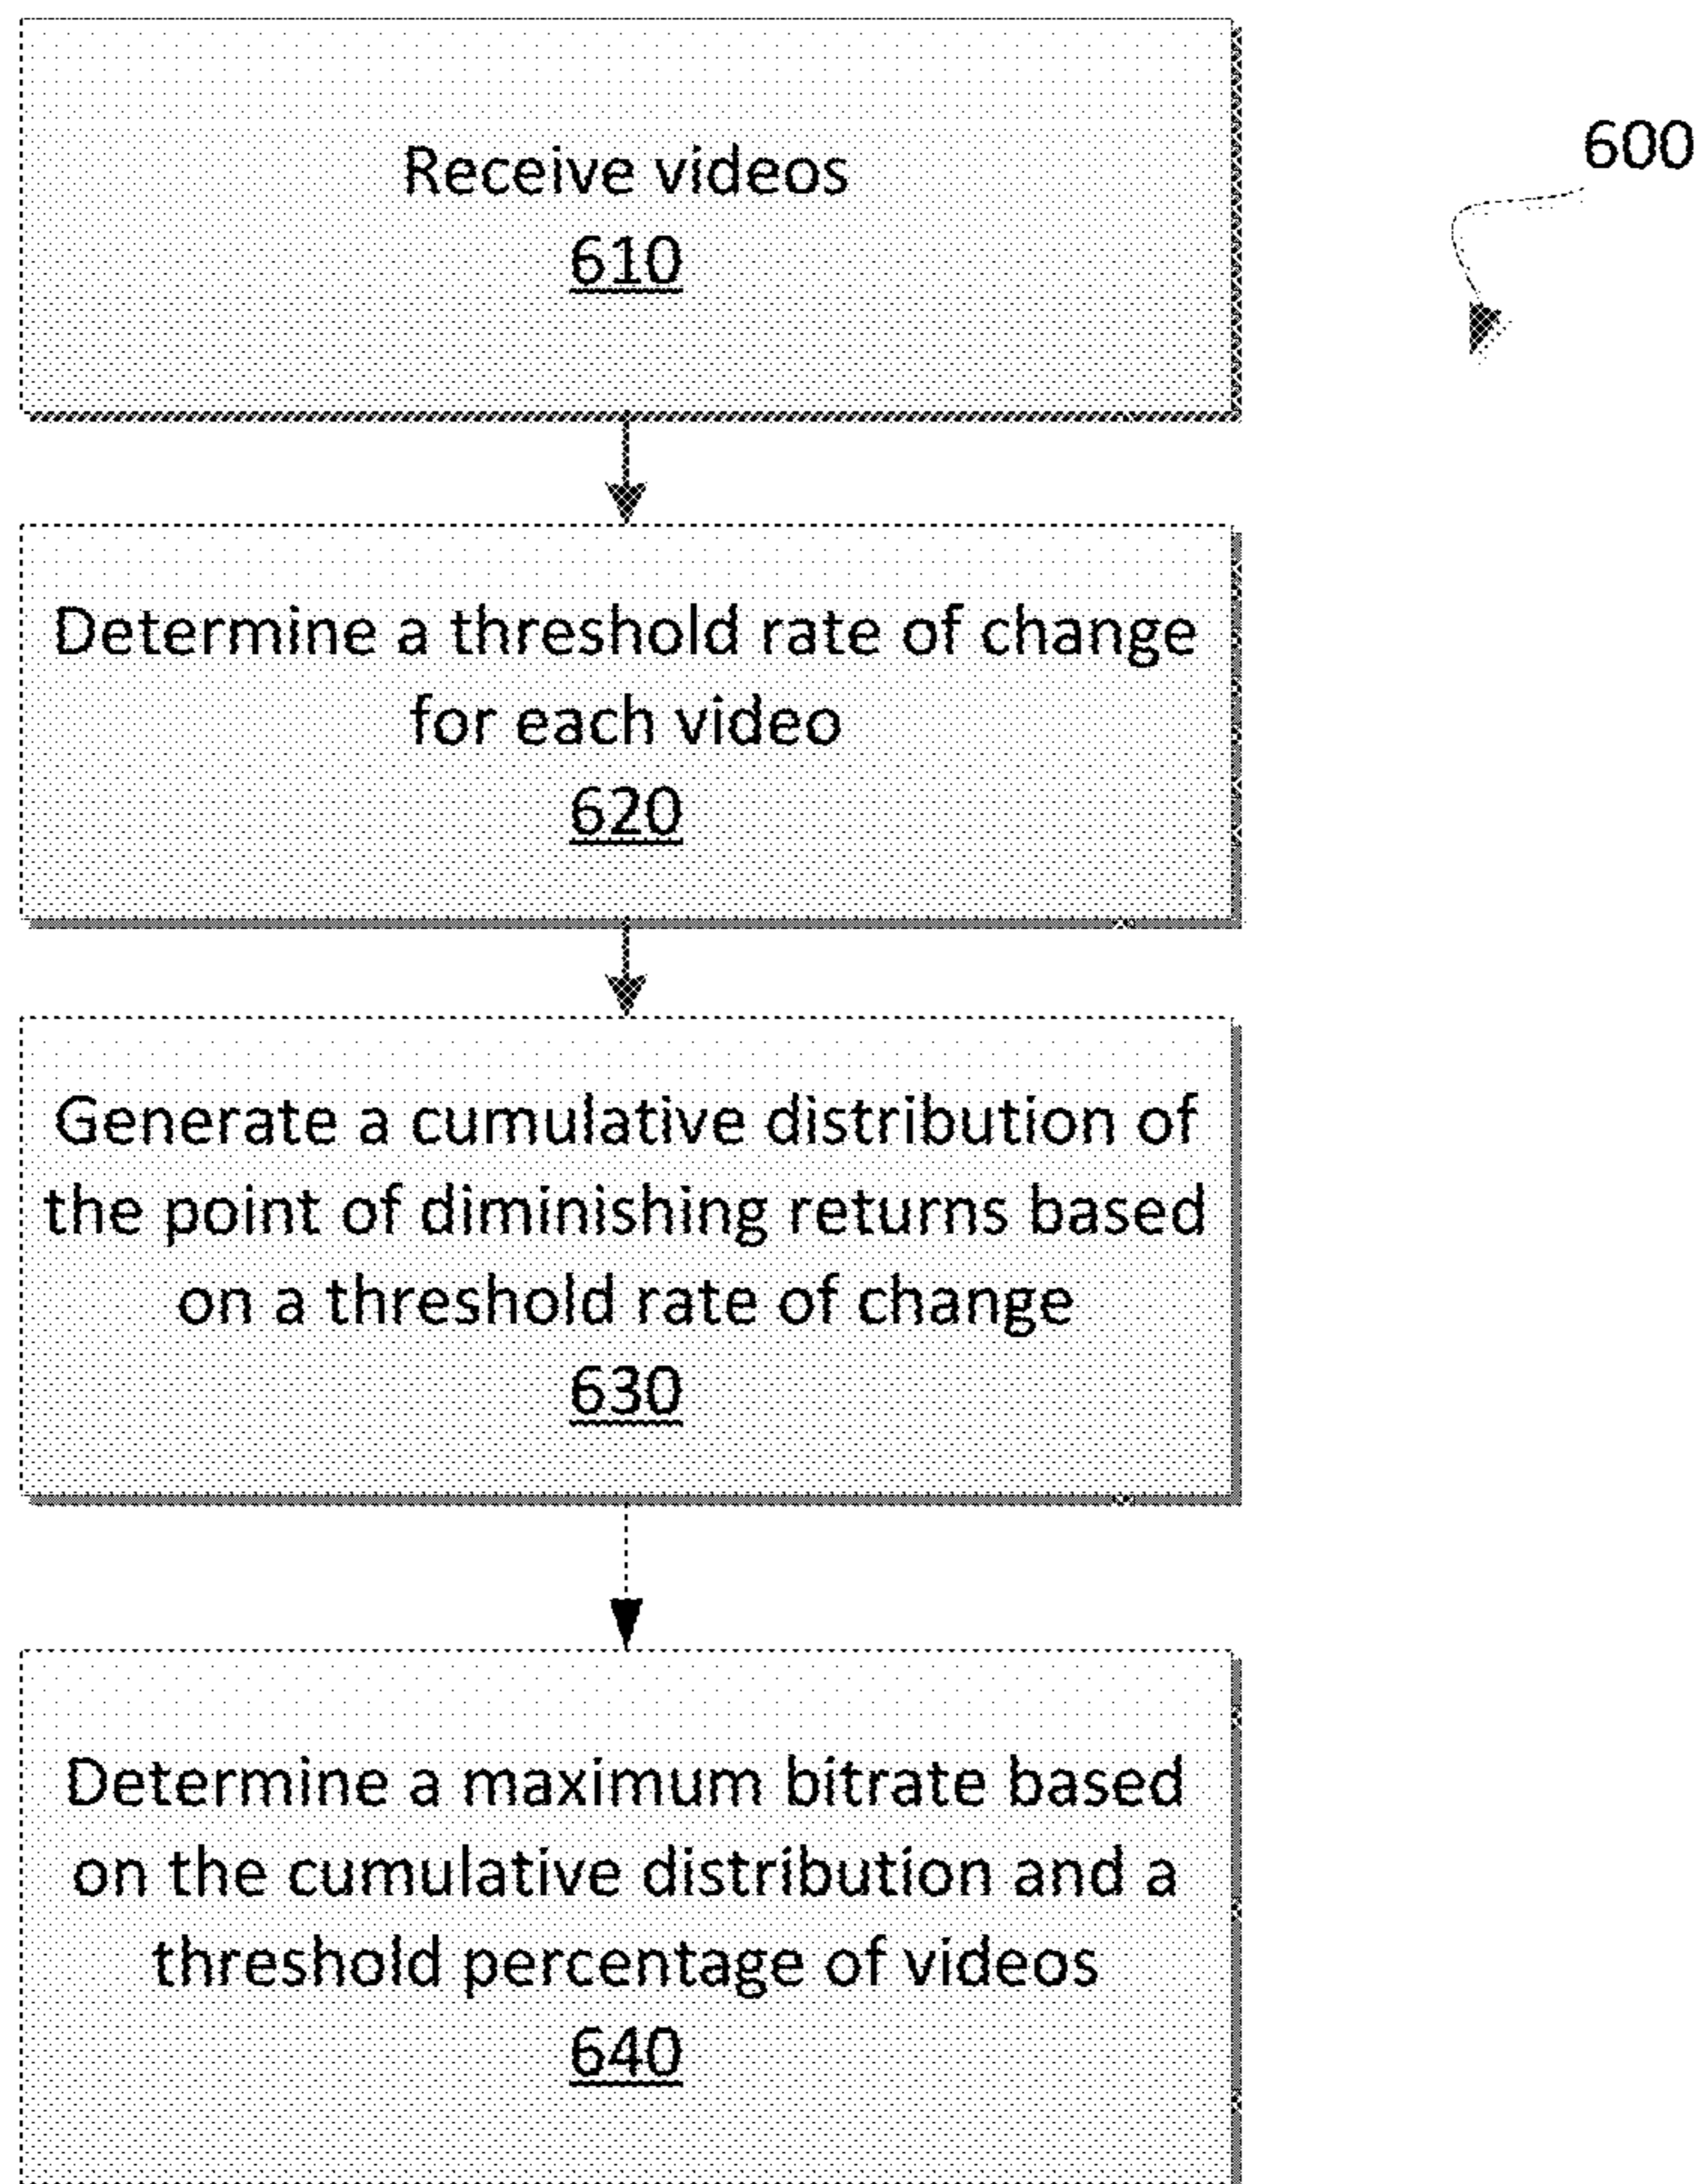 Receive videos
610
600
Determine a threshold rate of change
for each video
620
Generate a cumulative distribution of
the point of diminishing returns based
on a threshold rate of change
630
Determine a maximum bitrate based
on the cumulative distribution and a
threshold percentage of videos
640